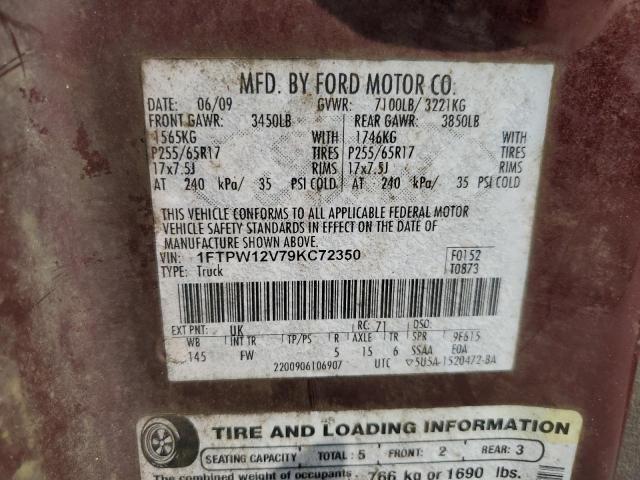 MFD. BY FORD MOTOR CO.
DATE: 06/09 GVWR: 7100LB/ 3221KG
FRONT GAWR: 3450LB REAR GAWR: 3850LB
1565KG WITH 1746KG WITH
P255/65R17 TIRES P255/65R17 TIRES
17x7.5J RIMS 17x7.5J RIMS
AT 240 kPa/ 35 PSI COLD AT 240 kPa/ 35 PSI COLD
THIS VEHICLE CONFORMS TO ALL APPLICABLE FEDERAL MOTOR
VEHICLE SAFETY STANDARDS IN EFFECT ON THE DATE OF
MANUFACTURE SHOWN ABOVE.
VIN: 1FTPW12V79KC72350 F0152
TYPE: Truck T0873
EXT PNT: UK RC: 71 DSO:
WB INT TR TP/PS R AXLE TR SPR 9F615
145 FW 5 15 6 SSAA E0A
2200906106907 UTC ▽5U5A-1520472-BA
TIRE AND LOADING INFORMATION
SEATING CAPACITY TOTAL: 5 FRONT: 2 REAR: 3
The combined weight of occupants 766 kg or 1690 lbs.